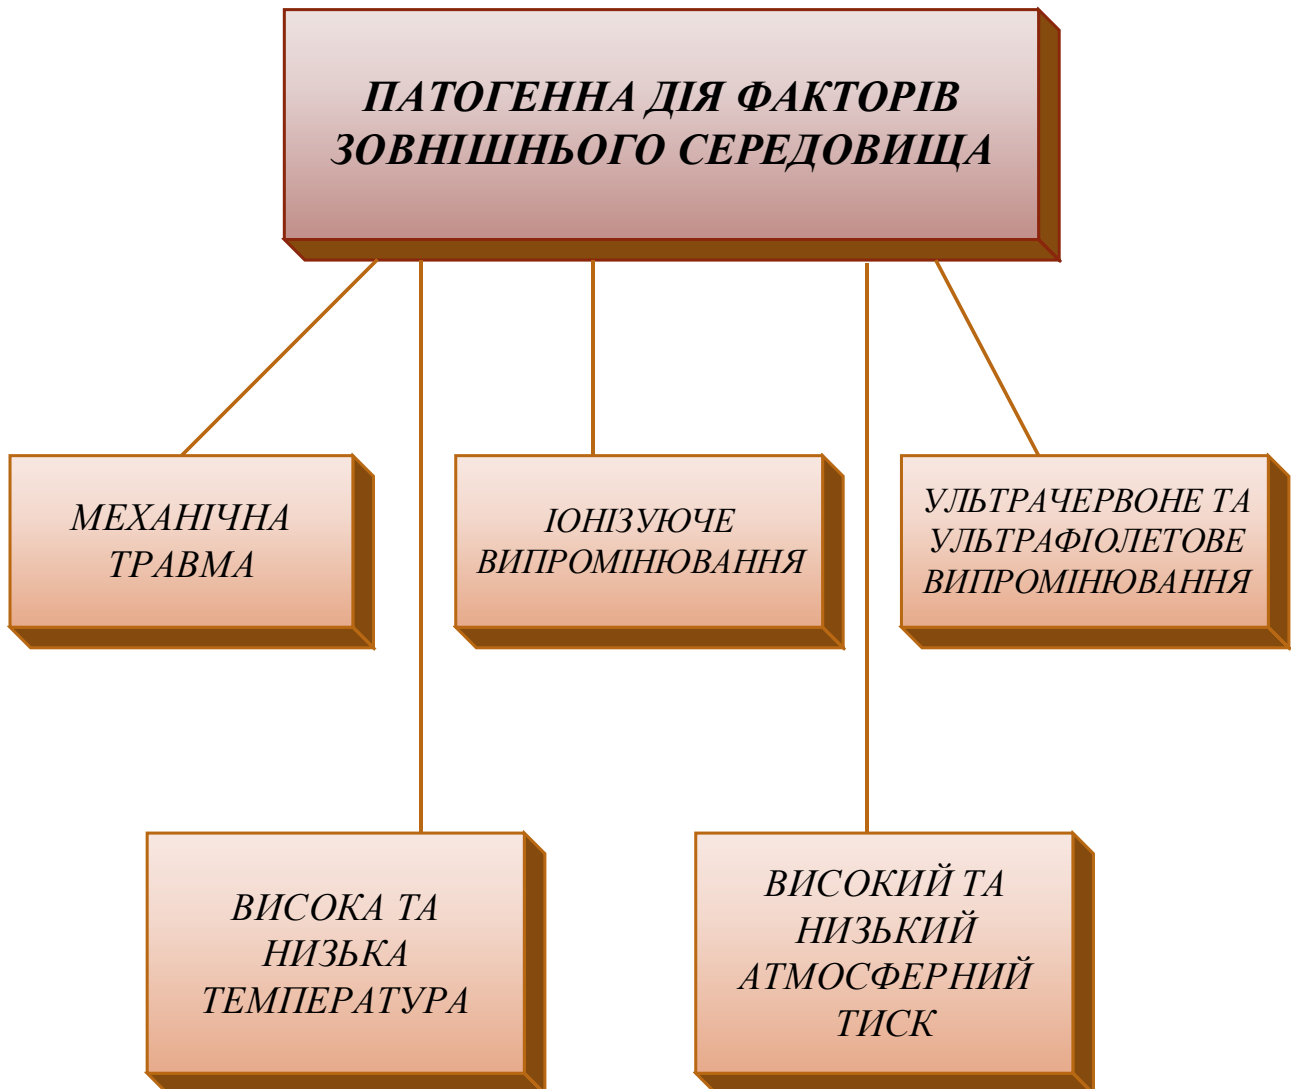 ПАТОГЕННА ДІЯ ФАКТОРІВ
ЗОВНІШНЬОГО СЕРЕДОВИЩА
МЕХАНІЧНА
ТРАВМА
ІОНІЗУЮЧЕ
ВИПРОМІНЮВАННЯ
УЛЬТРАЧЕРВОНЕ ТА
УЛЬТРАФІОЛЕТОВЕ
ВИПРОМІНЮВАННЯ
ВИСОКА ТА
НИЗЬКА
ТЕМПЕРАТУРА
ВИСОКИЙ ТА
НИЗЬКИЙ
АТМОСФЕРНИЙ
ТИСК